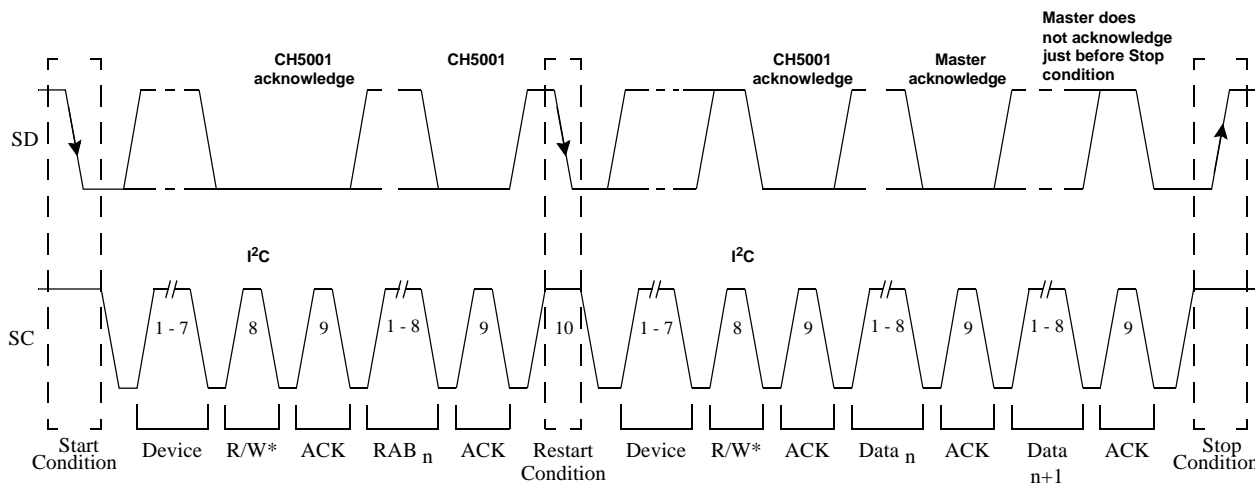 Master does
not acknowledge
just before Stop
condition
CH5001
acknowledge
CH5001
CH5001
acknowledge
Master
acknowledge
SD
I²C
I²C
SC
1 - 7
8
9
1 - 8
9
10
1 - 7
8
9
1 - 8
9
1 - 8
9
Start
Condition
Device
R/W*
ACK
RAB n
ACK
Restart
Condition
Device
R/W*
ACK
Data n
ACK
Data
n+1
ACK
Stop
Condition